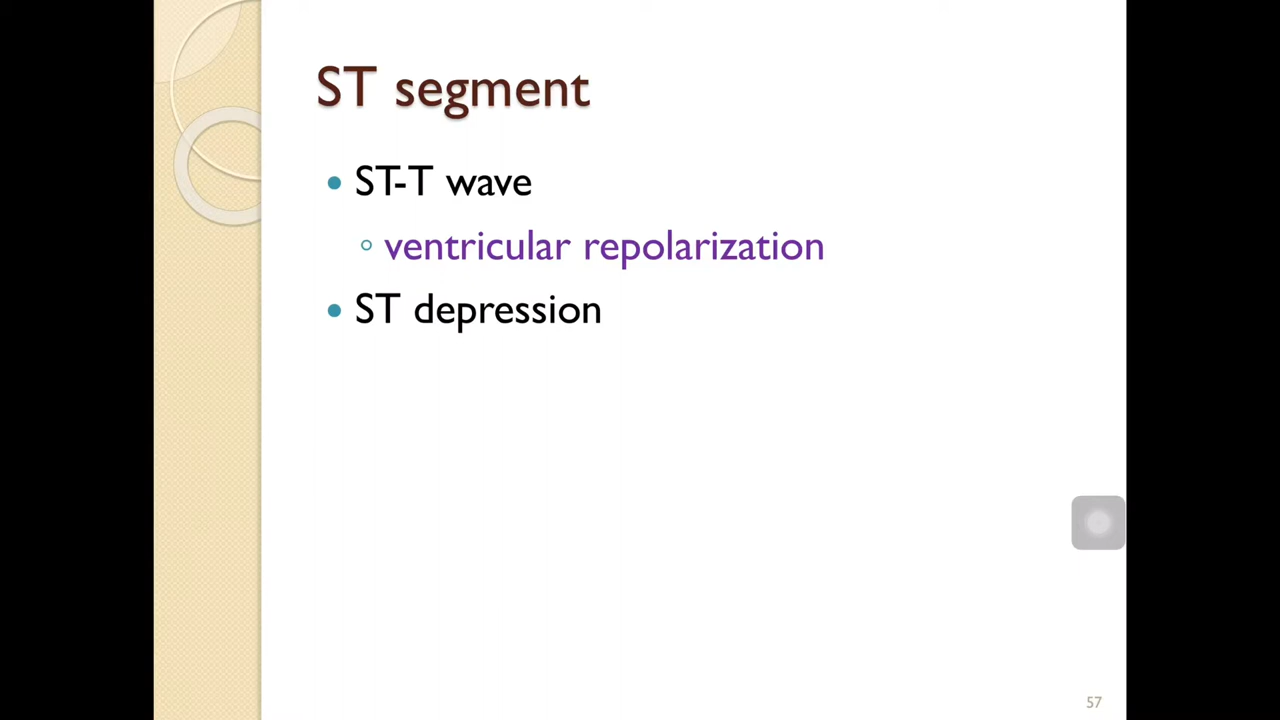 ST segment
ST-T wave
ventricular repolarization
ST depression
57